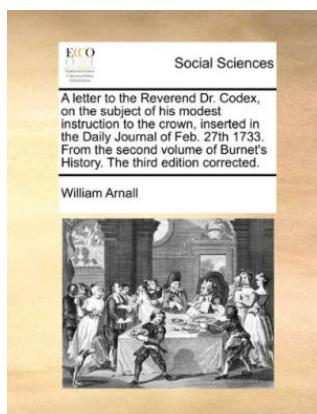 ECCO
Social Sciences
A letter to the Reverend Dr. Codex,
on the subject of his modest
instruction to the crown, inserted in
the Daily Journal of Feb. 27th 1733.
From the second volume of Burnet's
History. The third edition corrected.
William Arnall